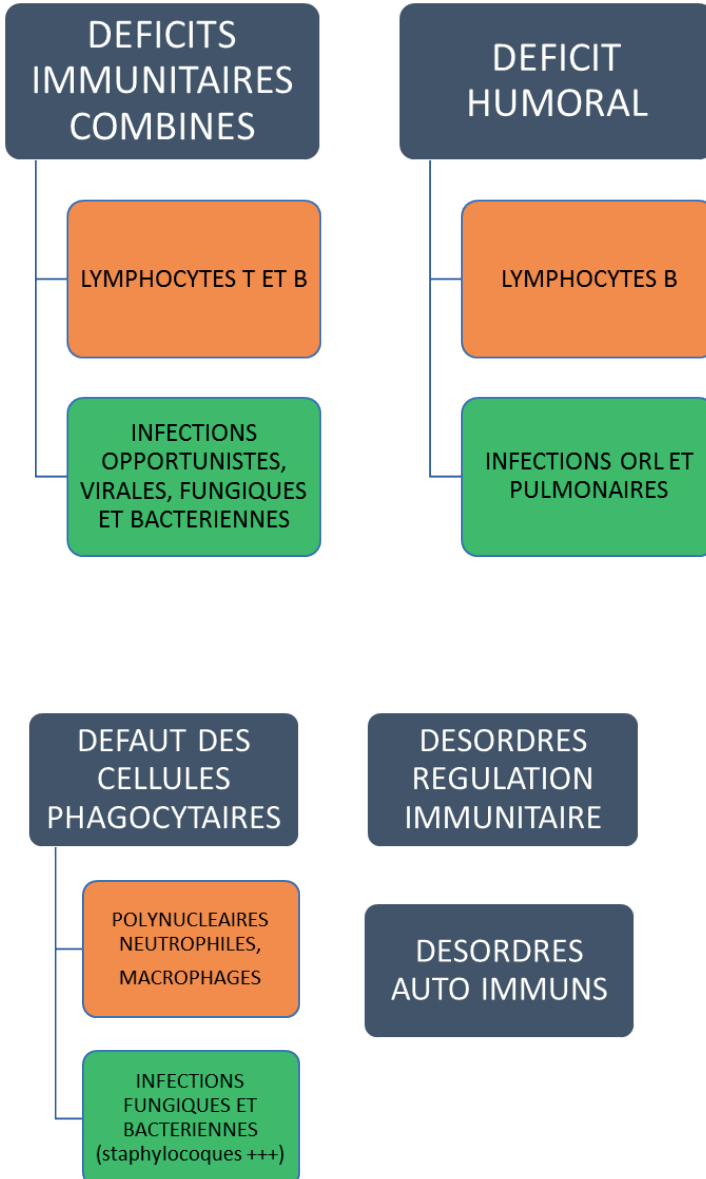 DEFICITS
IMMUNITAIRES
COMBINES
LYMPHOCYTES T ET B
INFECTIONS
OPPORTUNISTES,
VIRALES, FUNGIQUES
ET BACTERIENNES
DEFICIT
HUMORAL
LYMPHOCYTES B
INFECTIONS ORL ET
PULMONAIRES
DEFAUT DES
CELLULES
PHAGOCYTAIRES
POLYNUCLEAIRES
NEUTROPHILES,
MACROPHAGES
INFECTIONS
FUNGIQUES ET
BACTERIENNES
(staphylocoques +++)
DESORDRES
REGULATION
IMMUNITAIRE
DESORDRES
AUTO IMMUNS